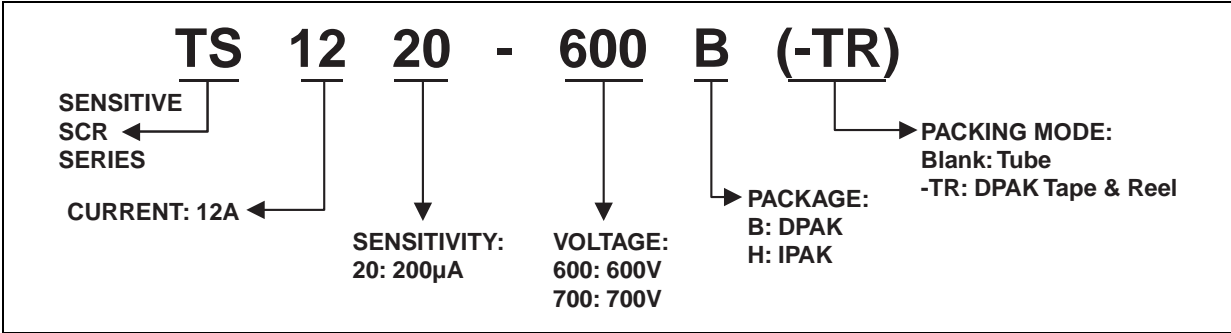 TS 12 20 - 600 B (-TR)
SENSITIVE
SCR
SERIES
CURRENT: 12A
SENSITIVITY:
20: 200µA
VOLTAGE:
600: 600V
700: 700V
PACKAGE:
B: DPAK
H: IPAK
PACKING MODE:
Blank: Tube
-TR: DPAK Tape & Reel